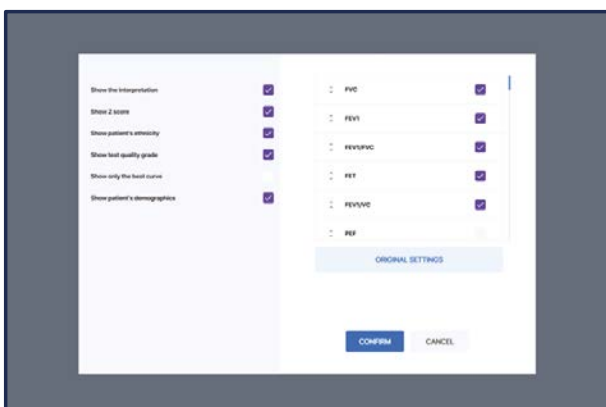 Show the interpretation
Show Z score
Show patient's ethnicity
Show test quality grade
Show only the best curve
Show patient's demographics
FVC
FEV1
FEV1/FVC
FET
FEV1/VC
PEF
ORIGINAL SETTINGS
CONFIRM
CANCEL